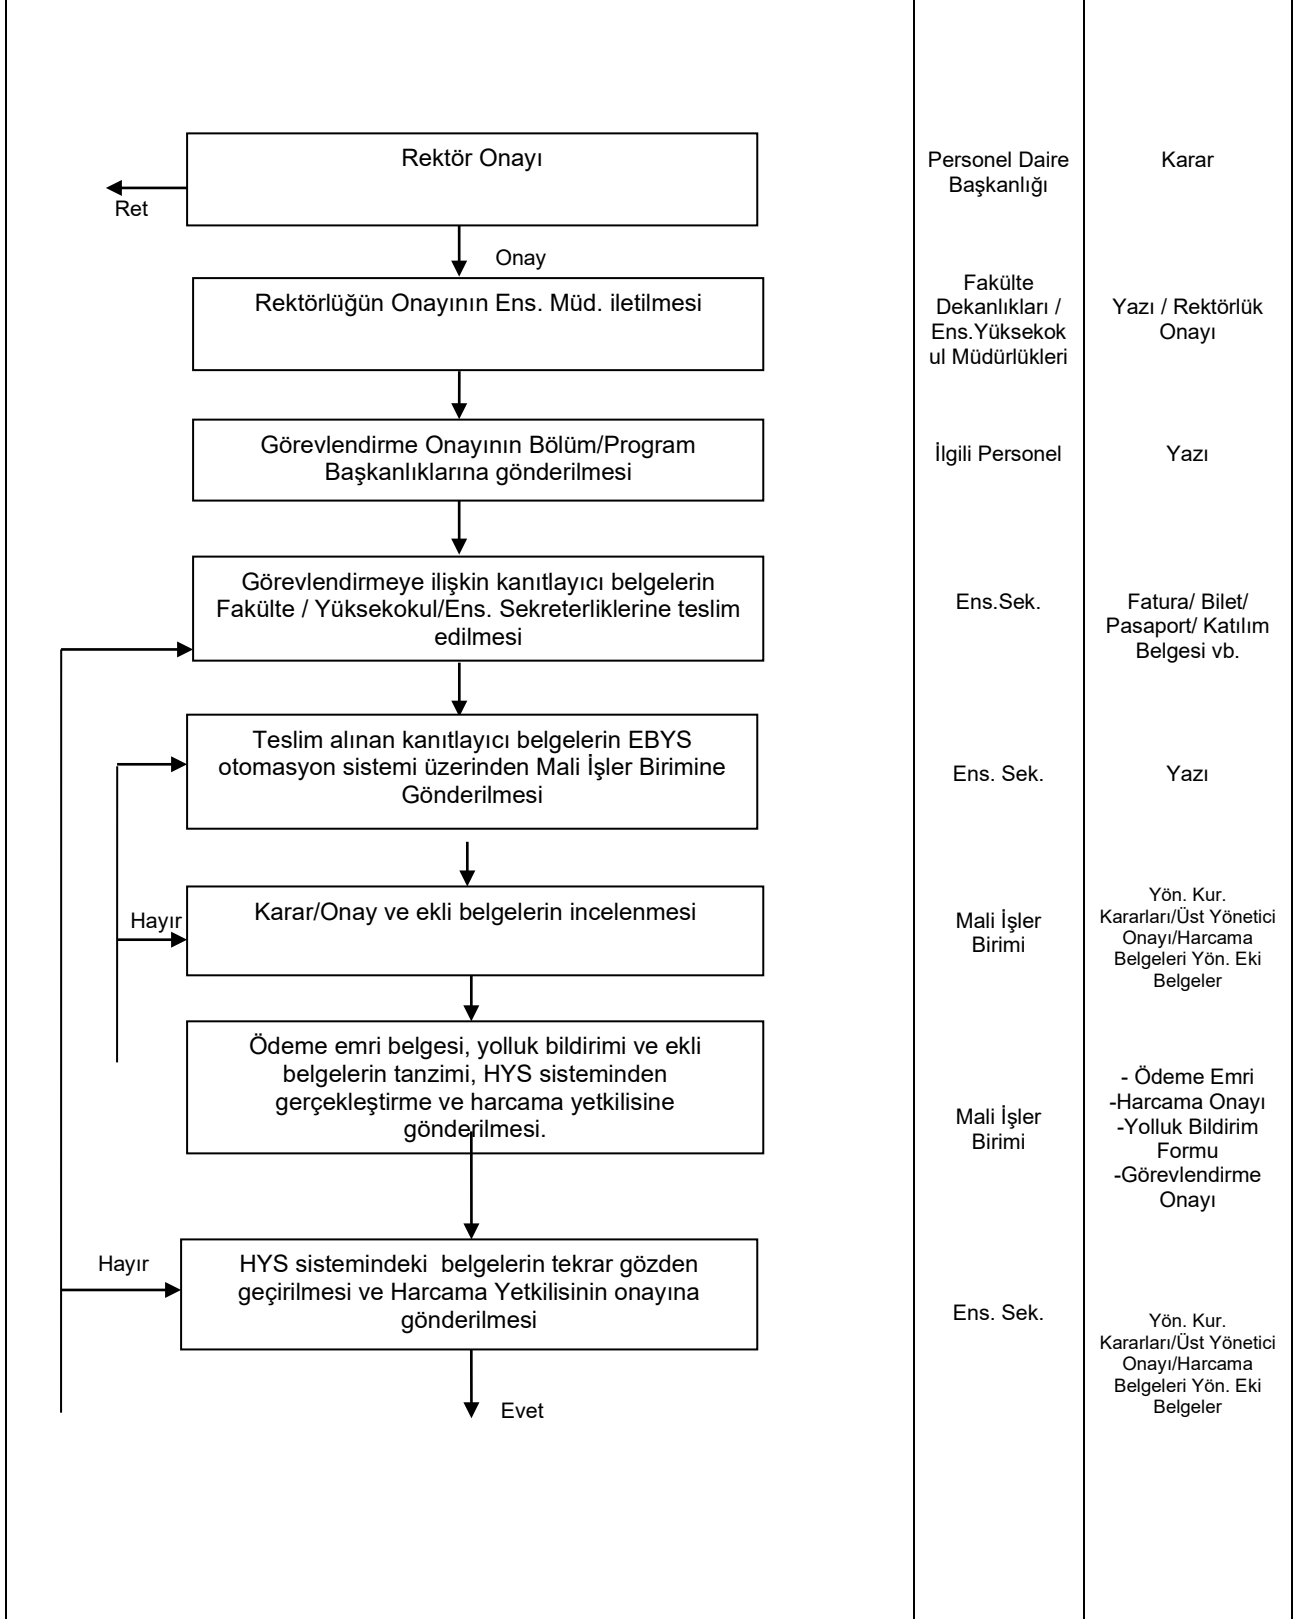 Rektör Onayı
Personel Daire
Başkanlığı
Karar
Ret
Onay
Rektörlüğün Onayının Ens. Müd. iletilmesi
Fakülte
Dekanlıkları /
Ens.Yüksekok
ul Müdürlükleri
Yazı / Rektörlük
Onayı
Görevlendirme Onayının Bölüm/Program
Başkanlıklarına gönderilmesi
İlgili Personel
Yazı
Görevlendirmeye ilişkin kanıtlayıcı belgelerin
Fakülte / Yüksekokul/Ens. Sekreterliklerine teslim
edilmesi
Ens.Sek.
Fatura/ Bilet/
Pasaport/ Katılım
Belgesi vb.
Teslim alınan kanıtlayıcı belgelerin EBYS
otomasyon sistemi üzerinden Mali İşler Birimine
Gönderilmesi
Ens. Sek.
Yazı
Hayır
Karar/Onay ve ekli belgelerin incelenmesi
Mali İşler
Birimi
Yön. Kur.
Kararları/Üst Yönetici
Onayı/Harcama
Belgeleri Yön. Eki
Belgeler
Ödeme emri belgesi, yolluk bildirimi ve ekli
belgelerin tanzimi, HYS sisteminden
gerçekleştirme ve harcama yetkilisine
gönderilmesi.
Mali İşler
Birimi
- Ödeme Emri
-Harcama Onayı
-Yolluk Bildirim
Formu
-Görevlendirme
Onayı
Hayır
HYS sistemindeki  belgelerin tekrar gözden
geçirilmesi ve Harcama Yetkilisinin onayına
gönderilmesi
Ens. Sek.
Yön. Kur.
Kararları/Üst Yönetici
Onayı/Harcama
Belgeleri Yön. Eki
Belgeler
Evet